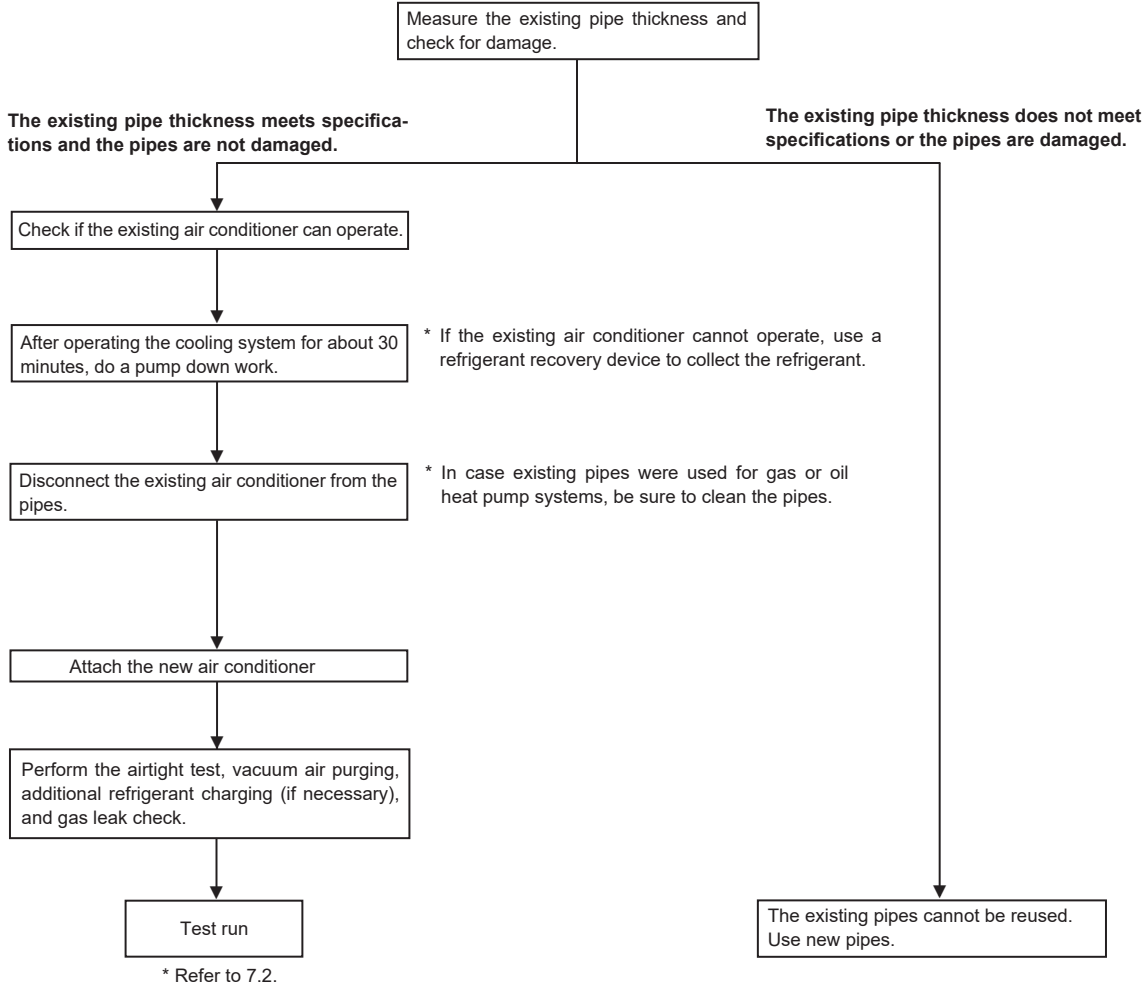 Measure the existing pipe thickness and
check for damage.
The existing pipe thickness meets specifica-
tions and the pipes are not damaged.
The existing pipe thickness does not meet
specifications or the pipes are damaged.
Check if the existing air conditioner can operate.
After operating the cooling system for about 30
minutes, do a pump down work.
* If the existing air conditioner cannot operate, use a
refrigerant recovery device to collect the refrigerant.
Disconnect the existing air conditioner from the
pipes.
* In case existing pipes were used for gas or oil
heat pump systems, be sure to clean the pipes.
Attach the new air conditioner
Perform the airtight test, vacuum air purging,
additional refrigerant charging (if necessary),
and gas leak check.
Test run
* Refer to 7.2.
The existing pipes cannot be reused.
Use new pipes.